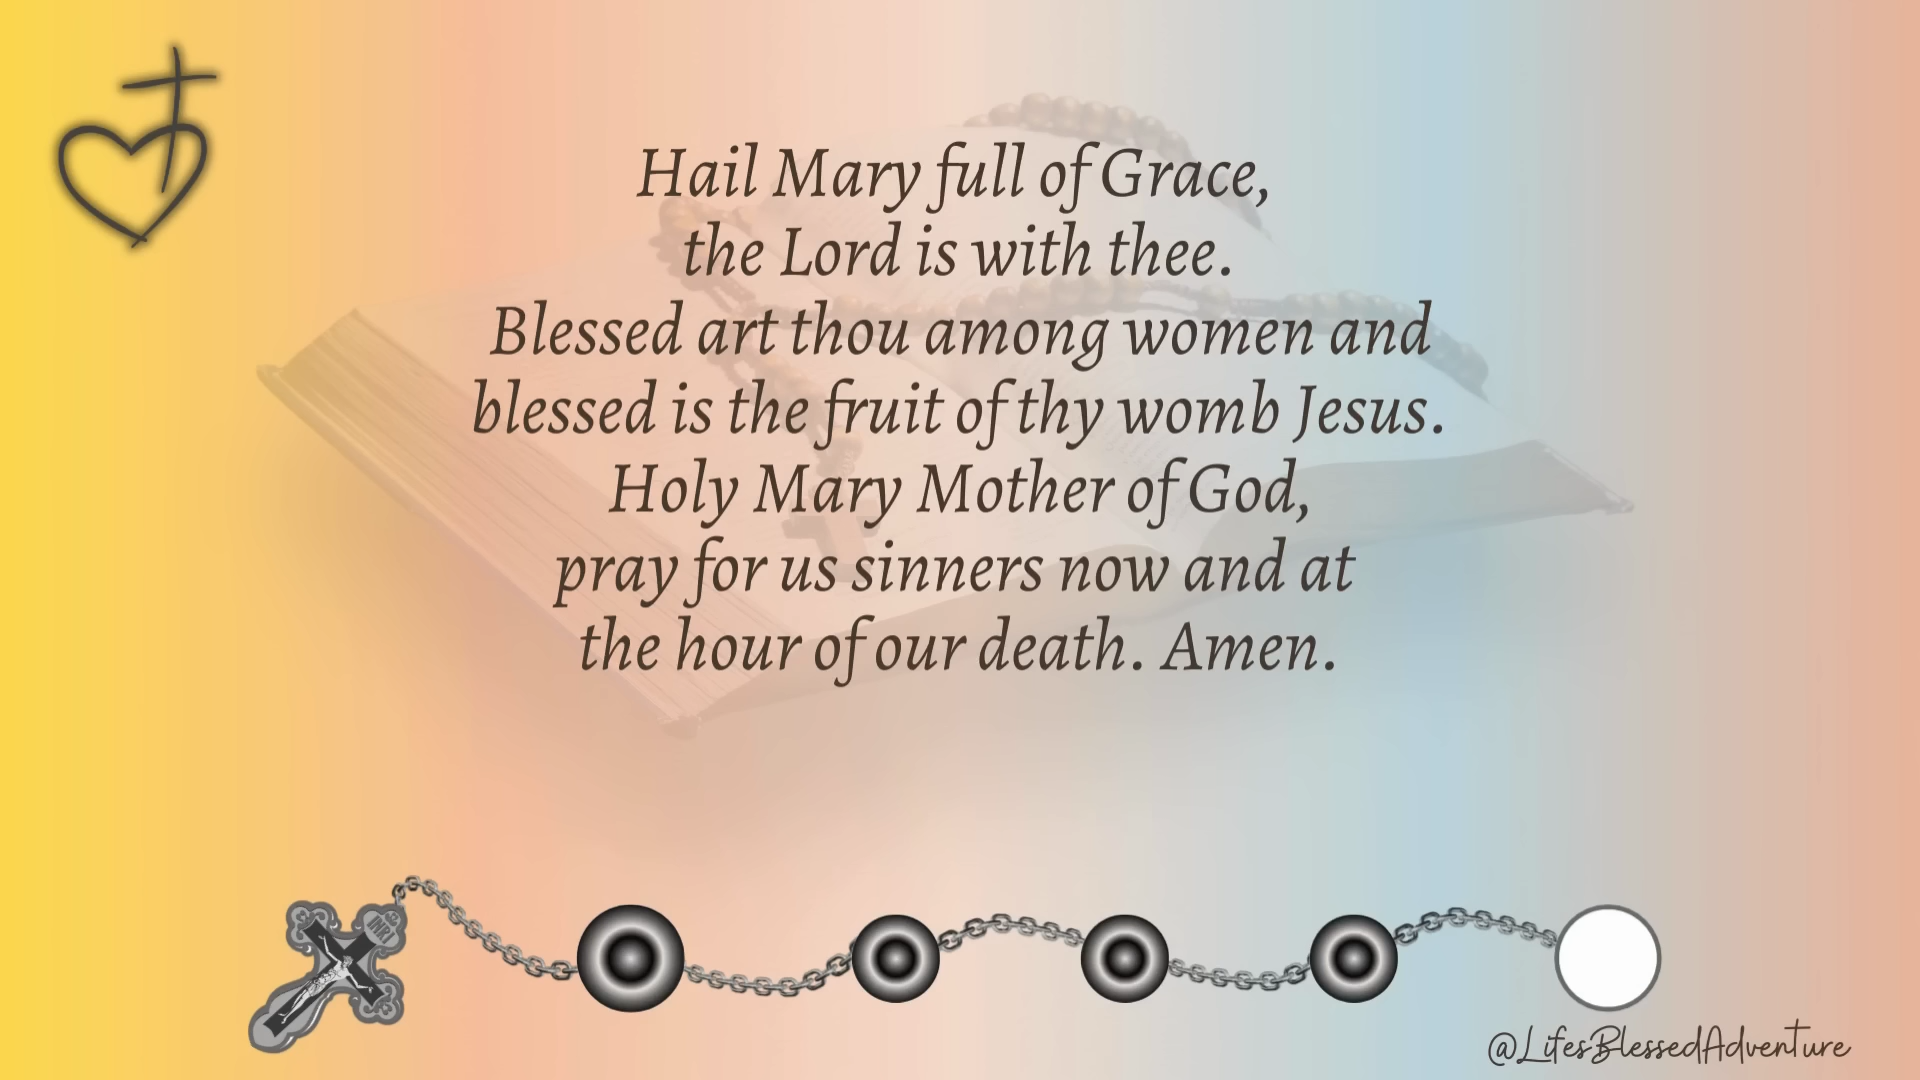 Hail Mary full of Grace,
the Lord is with thee.
Blessed art thou among women and
blessed is the fruit of thy womb Jesus.
Holy Mary Mother of God,
pray for us sinners now and at
the hour of our death. Amen.
INRI
@LifesBlessedAdventure